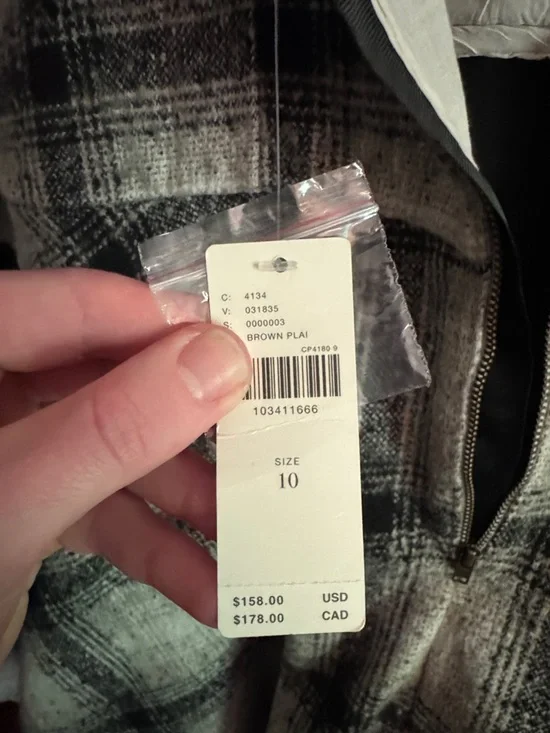 C: 4134
V: 031835
S: 0000003
BROWN PLAI
CP4180 9
103411666
SIZE
10
$158.00 USD
$178.00 CAD